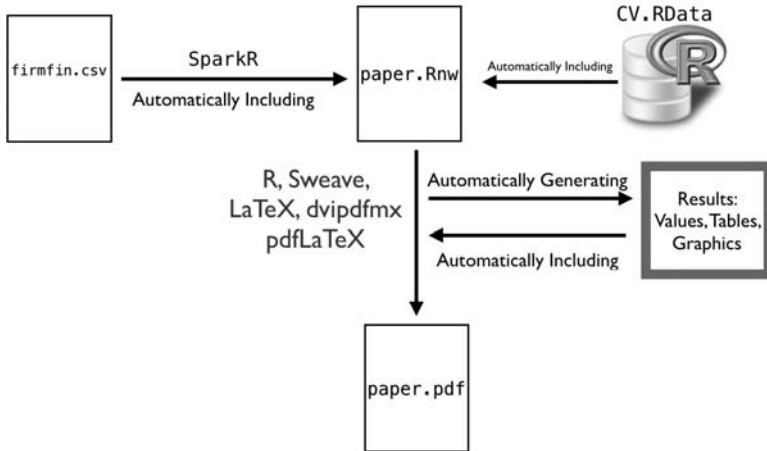 CV.RData
R
firmfin.csv
SparkR
Automatically Including
paper.Rnw
Automatically Including
R, Sweave,
LaTeX, dvipdfmx
pdfLaTeX
Automatically Generating
Automatically Including
Results:
Values, Tables,
Graphics
paper.pdf